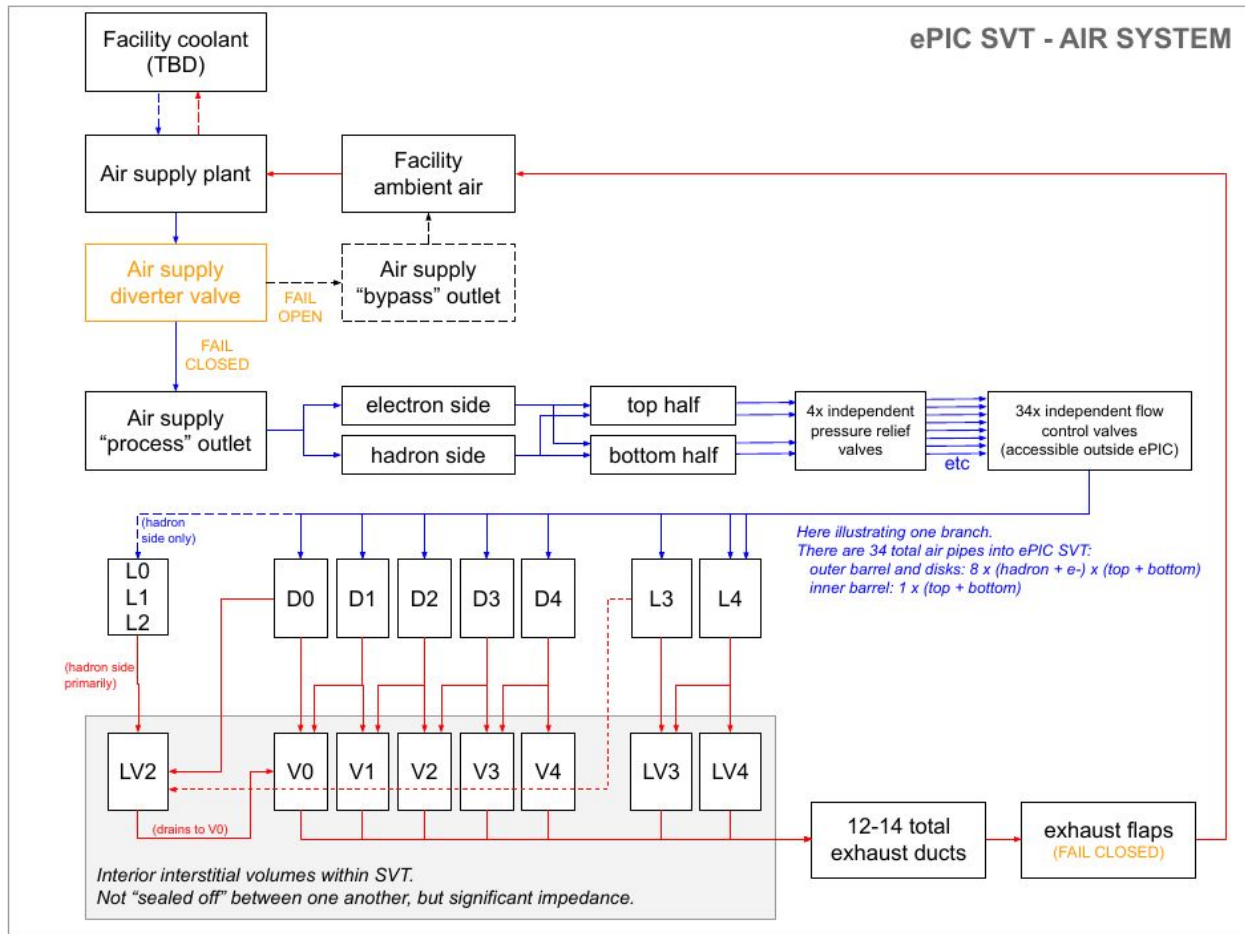 ePIC SVT - AIR SYSTEM
Facility coolant
(TBD)
Air supply plant
Facility
ambient air
Air supply
diverter valve
FAIL
OPEN
Air supply
“bypass” outlet
FAIL
CLOSED
Air supply
“process” outlet
electron side
hadron side
top half
bottom half
4x independent
pressure relief
valves
etc
34x independent flow
control valves
(accessible outside ePIC)
(hadron
side only)
Here illustrating one branch.
There are 34 total air pipes into ePIC SVT:
outer barrel and disks: 8 x (hadron + e-) x (top + bottom)
inner barrel: 1 x (top + bottom)
L0
L1
L2
D0
D1
D2
D3
D4
L3
L4
(hadron side
primarily)
LV2
V0
V1
V2
V3
V4
LV3
LV4
(drains to V0)
12-14 total
exhaust ducts
exhaust flaps
(FAIL CLOSED)
Interior interstitial volumes within SVT.
Not “sealed off” between one another, but significant impedance.